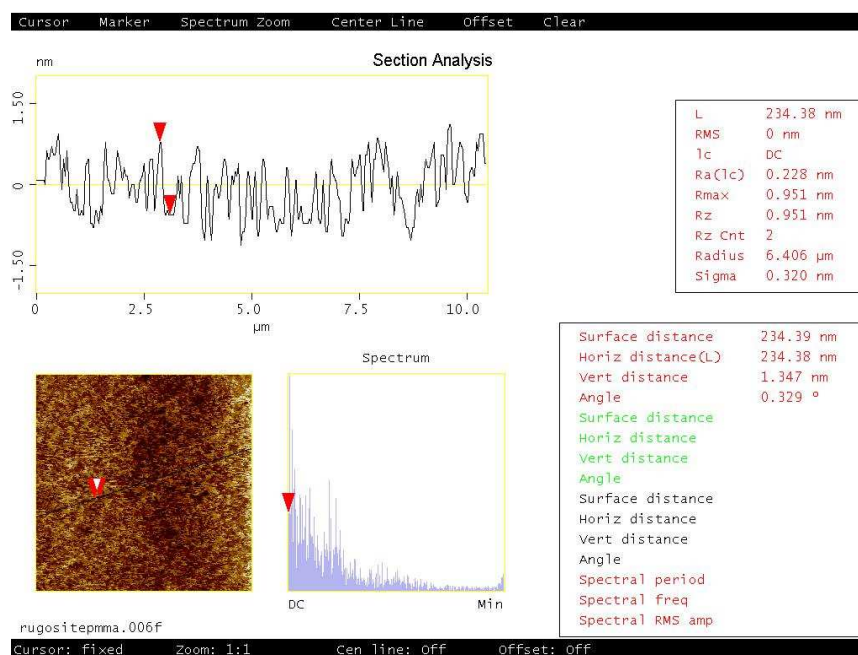 Cursor Marker Spectrum Zoom Center Line Offset Clear
nm
Section Analysis
1.50
0
-1.50
0 2.5 5.0 7.5 10.0
µm
L 234.38 nm
RMS 0 nm
lc DC
Ra(lc) 0.228 nm
Rmax 0.951 nm
Rz 0.951 nm
Rz Cnt 2
Radius 6.406 µm
Sigma 0.320 nm
Surface distance 234.39 nm
Horiz distance(L) 234.38 nm
Vert distance 1.347 nm
Angle 0.329 º
Surface distance
Horiz distance
Vert distance
Angle
Surface distance
Horiz distance
Vert distance
Angle
Spectral period
Spectral freq
Spectral RMS amp
Spectrum
DC Min
rugositepmma.006f
Cursor: fixed Zoom: 1:1 Cen line: Off Offset: Off